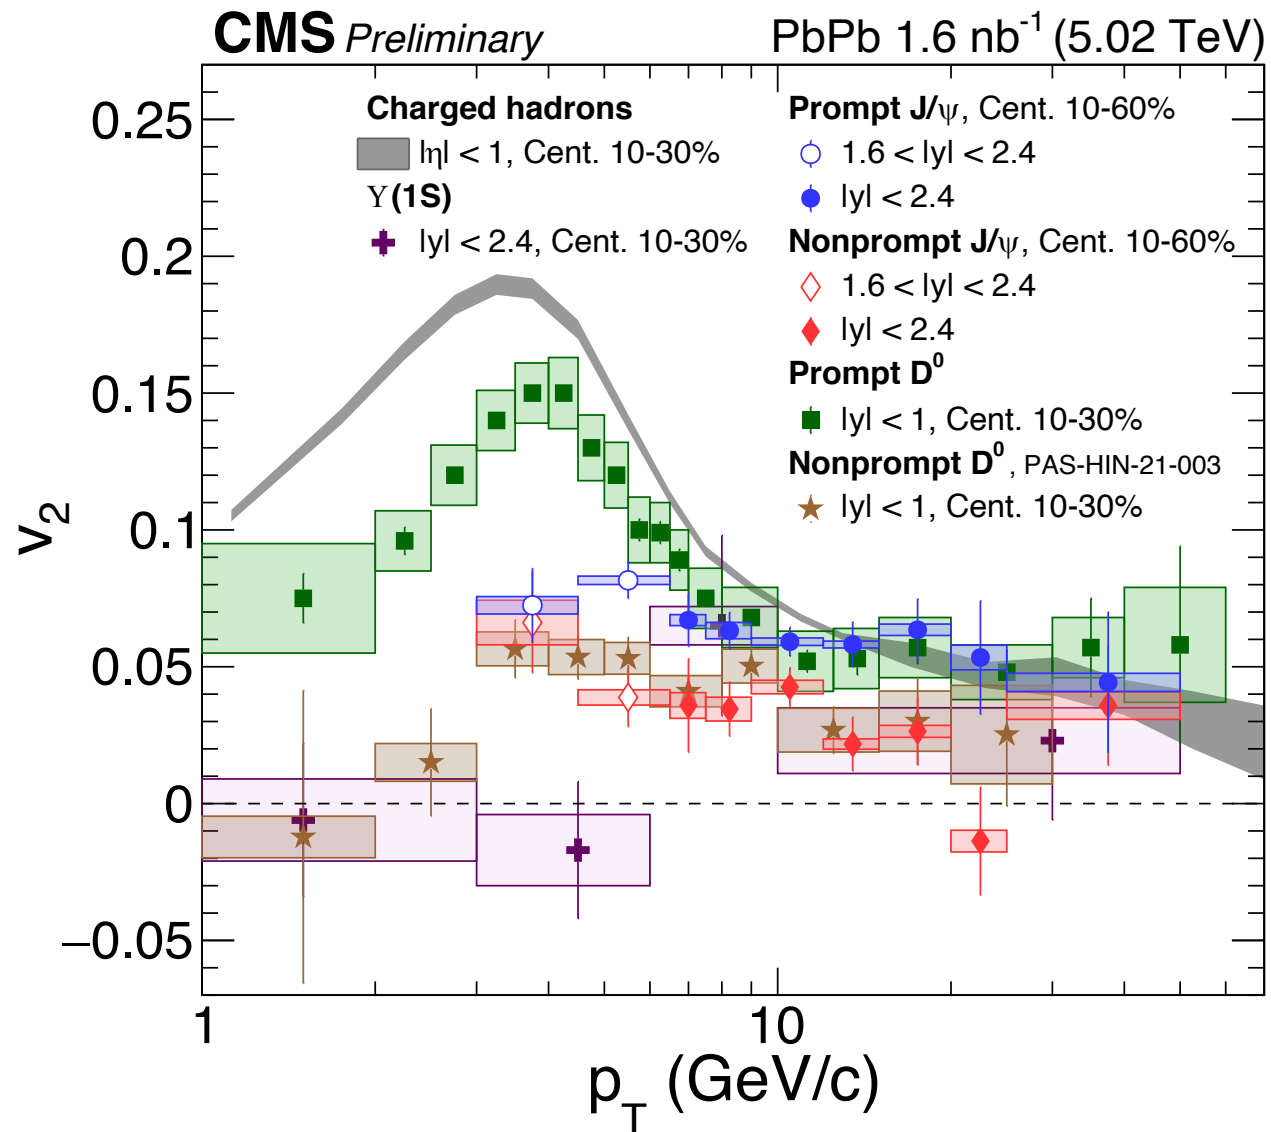 CMS Preliminary PbPb 1.6 nb⁻¹ (5.02 TeV)
Charged hadrons
|η| < 1, Cent. 10-30%
Υ(1S)
|y| < 2.4, Cent. 10-30%
Prompt J/ψ, Cent. 10-60%
1.6 < |y| < 2.4
|y| < 2.4
Nonprompt J/ψ, Cent. 10-60%
1.6 < |y| < 2.4
|y| < 2.4
Prompt D⁰
|y| < 1, Cent. 10-30%
Nonprompt D⁰ , PAS-HIN-21-003
|y| < 1, Cent. 10-30%
v₂
0.25
0.2
0.15
0.1
0.05
0
−0.05
1 10
p_T (GeV/c)